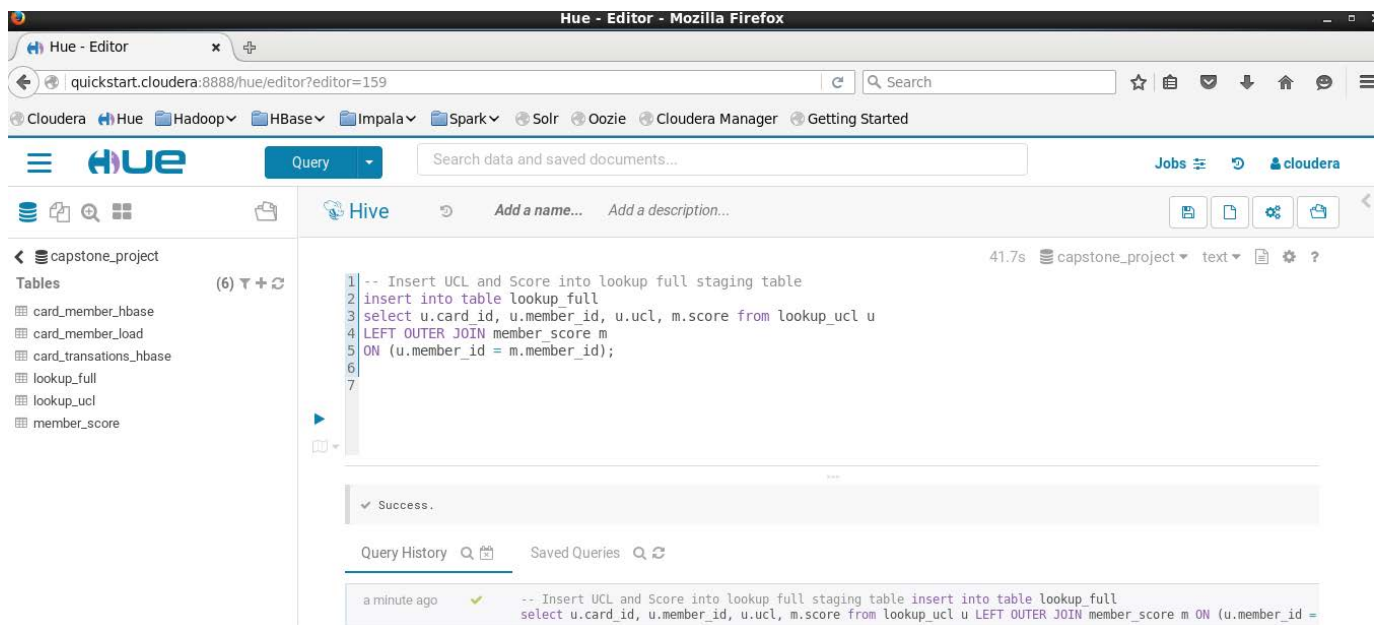 Hue - Editor - Mozilla Firefox
Hue - Editor
quickstart.cloudera:8888/hue/editor?editor=159
Search
Cloudera Hue Hadoop HBase Impala Spark Solr Oozie Cloudera Manager Getting Started
HUE Query Search data and saved documents... Jobs cloudera
Hive Add a name... Add a description...
capstone_project
41.7s capstone_project text ?
Tables (6)
card_member_hbase
card_member_load
card_transations_hbase
lookup_full
lookup_ucl
member_score
1 -- Insert UCL and Score into lookup full staging table
2 insert into table lookup_full
3 select u.card_id, u.member_id, u.ucl, m.score from lookup_ucl u
4 LEFT OUTER JOIN member_score m
5 ON (u.member_id = m.member_id);
6
7
Success.
Query History Saved Queries
a minute ago -- Insert UCL and Score into lookup full staging table insert into table lookup_full
select u.card_id, u.member_id, u.ucl, m.score from lookup_ucl u LEFT OUTER JOIN member_score m ON (u.member_id =